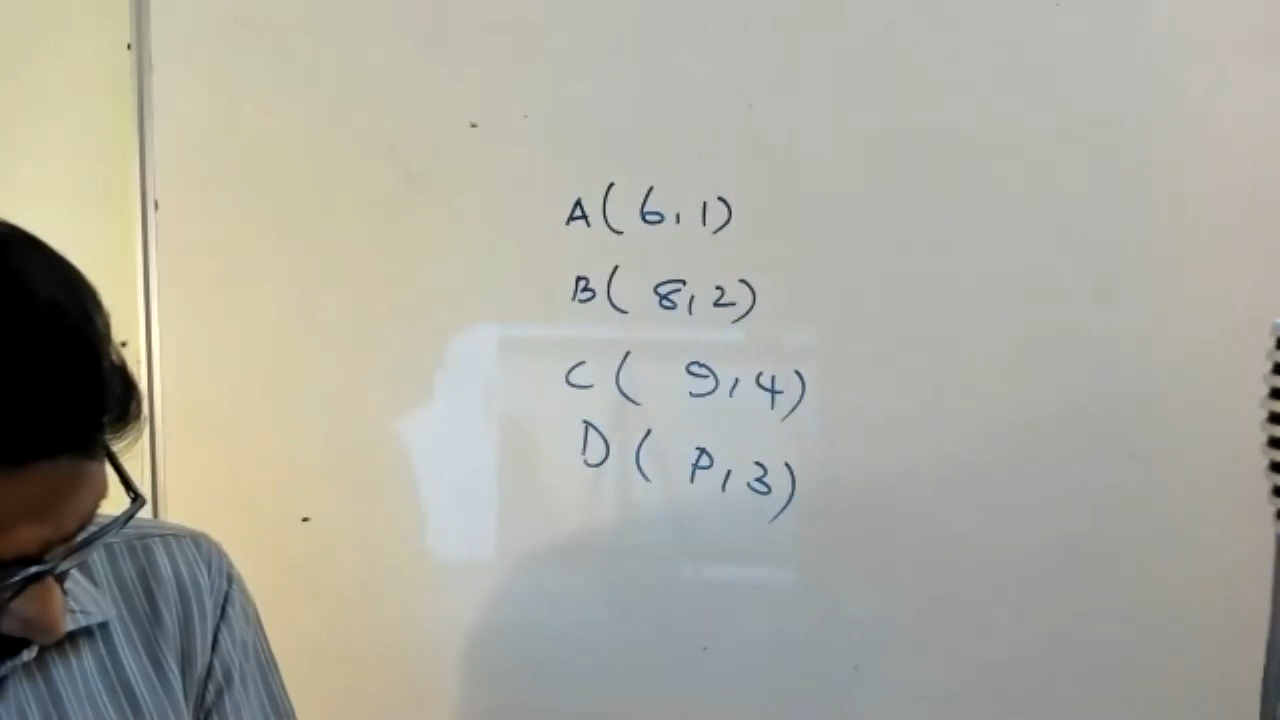 A( 6, 1)
B( 8, 2)
C( 9, 4)
D( P, 3)